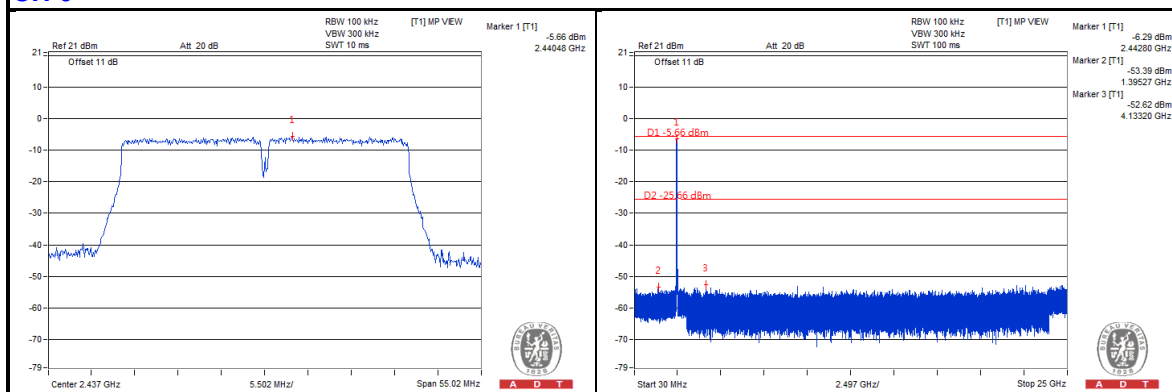 RBW 100 kHz
[T1] MP VIEW
VBW 300 kHz
Ref 21 dBm
Att 20 dB
SWT 10 ms
Marker 1 [T1]
-5.66 dBm
2.44048 GHz
21
Offset 11 dB
10
0
-10
-20
-30
-40
-50
-60
-70
-79
1
Center 2.437 GHz
5.502 MHz/
Span 55.02 MHz
BUREAU VERITAS
1828
A D T
RBW 100 kHz
[T1] MP VIEW
VBW 300 kHz
Ref 21 dBm
Att 20 dB
SWT 100 ms
Marker 1 [T1]
-6.29 dBm
2.44280 GHz
Marker 2 [T1]
-53.39 dBm
1.39527 GHz
Marker 3 [T1]
-52.62 dBm
4.13320 GHz
21
Offset 11 dB
10
0
-10
-20
-30
-40
-50
-60
-70
-79
1
D1 -5.66 dBm
D2 -25.66 dBm
2
3
Start 30 MHz
2.497 GHz/
Stop 25 GHz
BUREAU VERITAS
1828
A D T